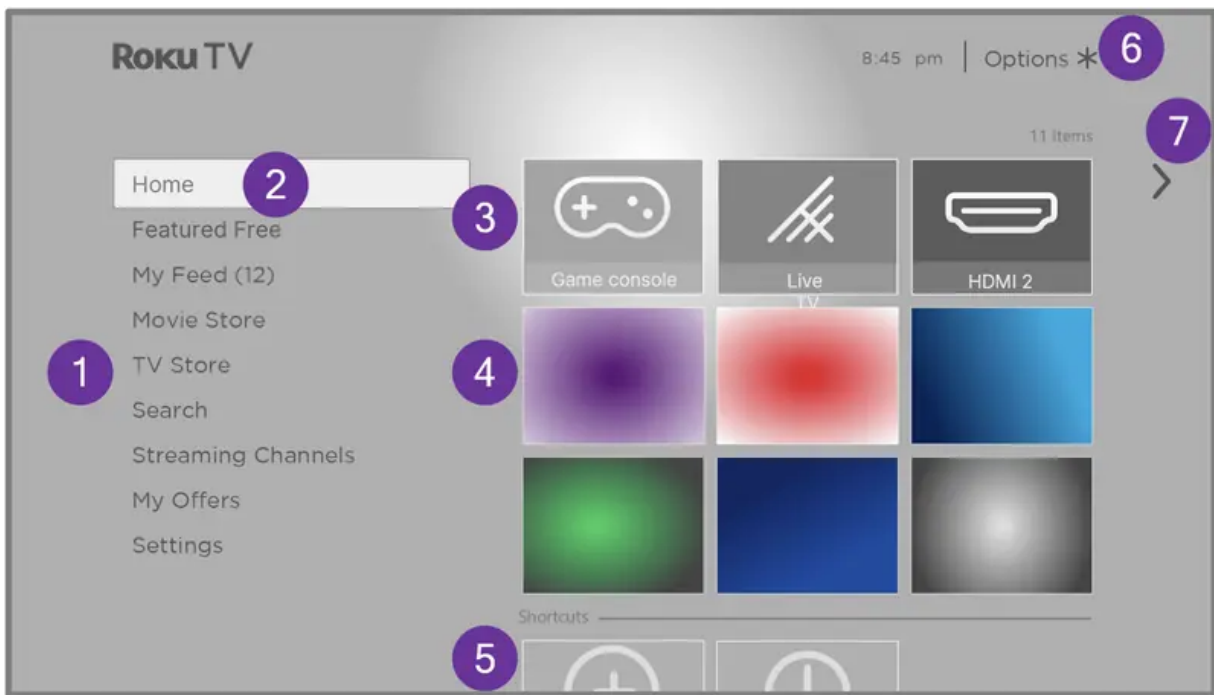 Roku TV
8:45 pm | Options *
6
7
11 items
Home
2
Featured Free
My Feed (12)
Movie Store
TV Store
Search
Streaming Channels
My Offers
Settings
1
3
Game console
Live
TV
HDMI 2
4
Shortcuts
5